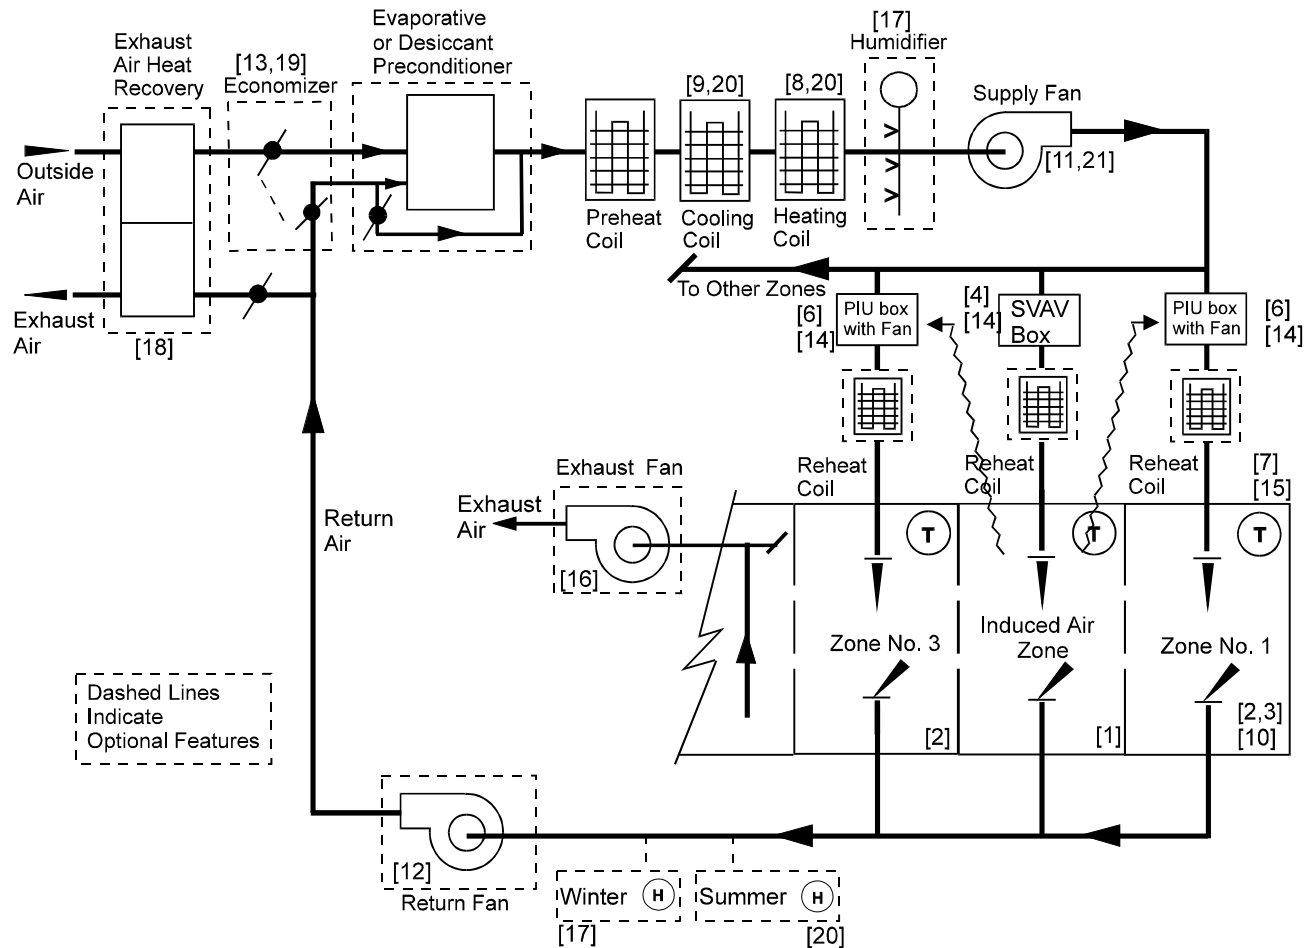 Exhaust
Air Heat
Recovery
[13,19]
Economizer
Evaporative
or Desiccant
Preconditioner
[9,20]
[8,20]
[17]
Humidifier
Supply Fan
[11,21]
Outside
Air
Preheat
Coil
Cooling
Coil
Heating
Coil
Exhaust
Air
[18]
To Other Zones
[6]
[14]
PIU box
with Fan
[4]
[14]
SVAV
Box
PIU box
with Fan
[6]
[14]
Return
Air
Exhaust Fan
Exhaust
Air
[16]
Reheat
Coil
Reheat
Coil
Reheat
Coil
[7]
[15]
T
T
T
Zone No. 3
Induced Air
Zone
Zone No. 1
[2]
[1]
[2,3]
[10]
Dashed Lines
Indicate
Optional Features
[12]
Return Fan
Winter H
[17]
Summer H
[20]